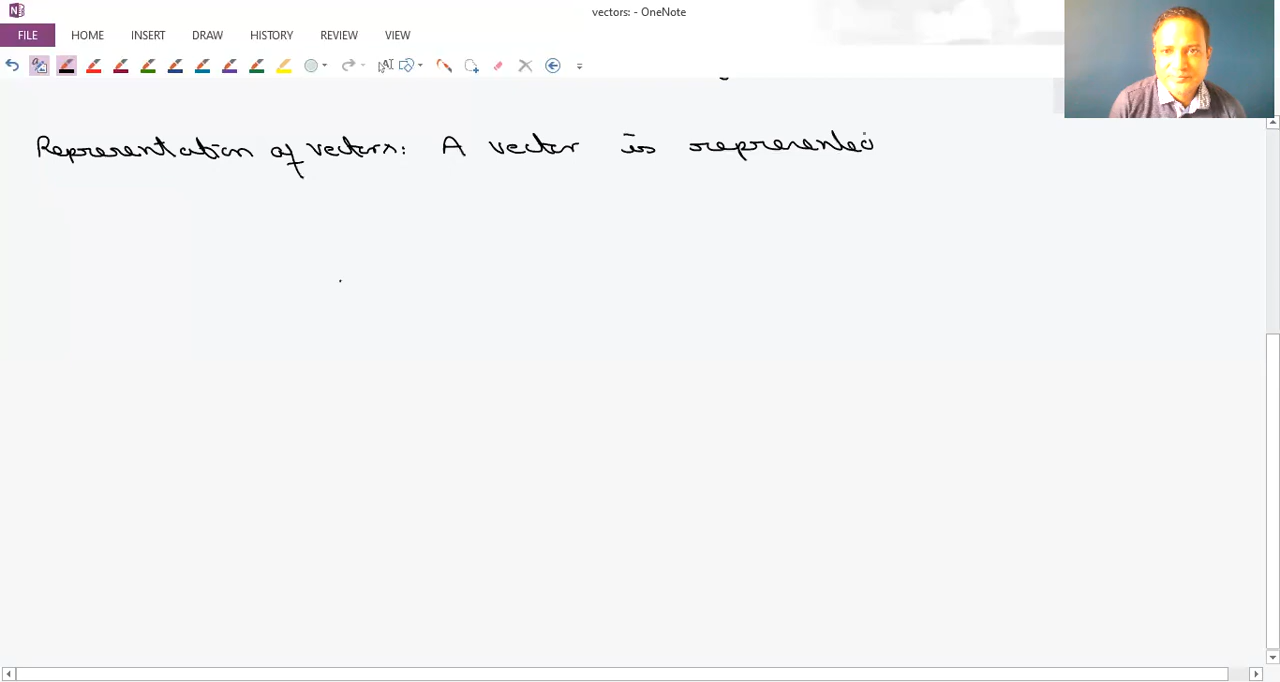 vectors: - OneNote
FILE HOME INSERT DRAW HISTORY REVIEW VIEW
Representation of vectors: A vector is represented